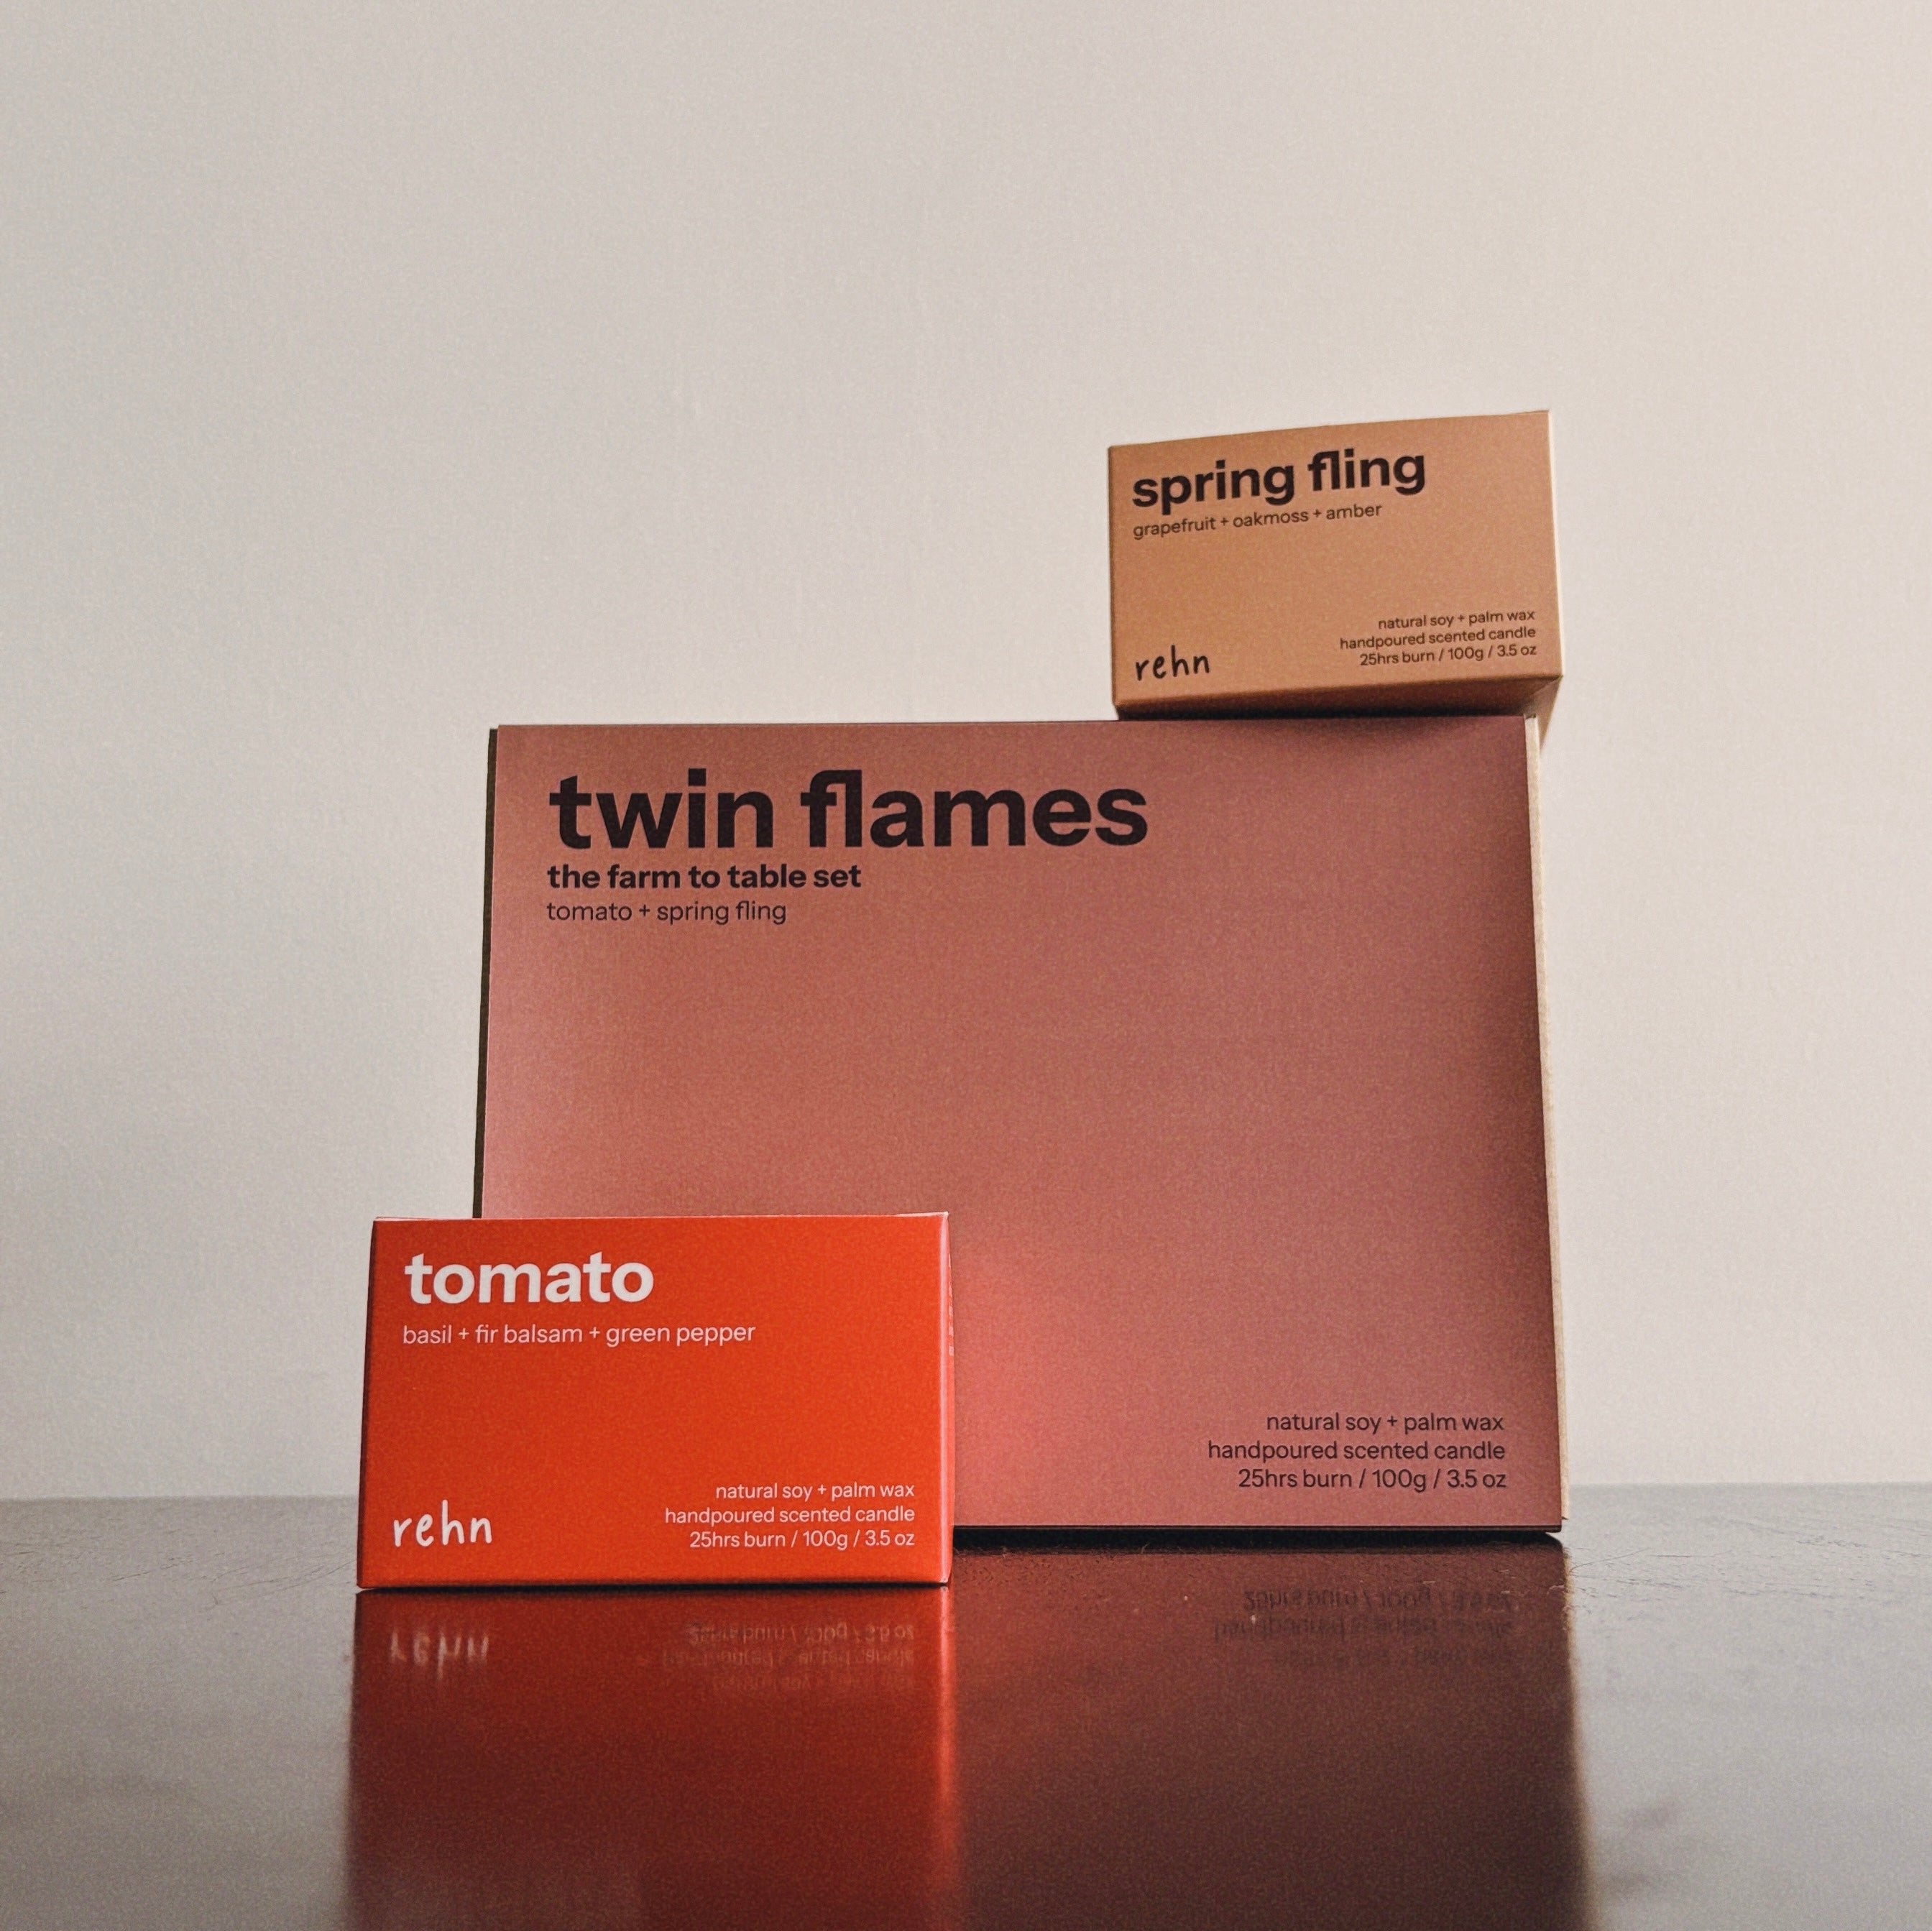 spring fling
grapefruit + oakmoss + amber
natural soy + palm wax
handpoured scented candle
25hrs burn / 100g / 3.5 oz
rehn
twin flames
the farm to table set
tomato + spring fling
natural soy + palm wax
handpoured scented candle
25hrs burn / 100g / 3.5 oz
tomato
basil + fir balsam + green pepper
natural soy + palm wax
handpoured scented candle
25hrs burn / 100g / 3.5 oz
rehn